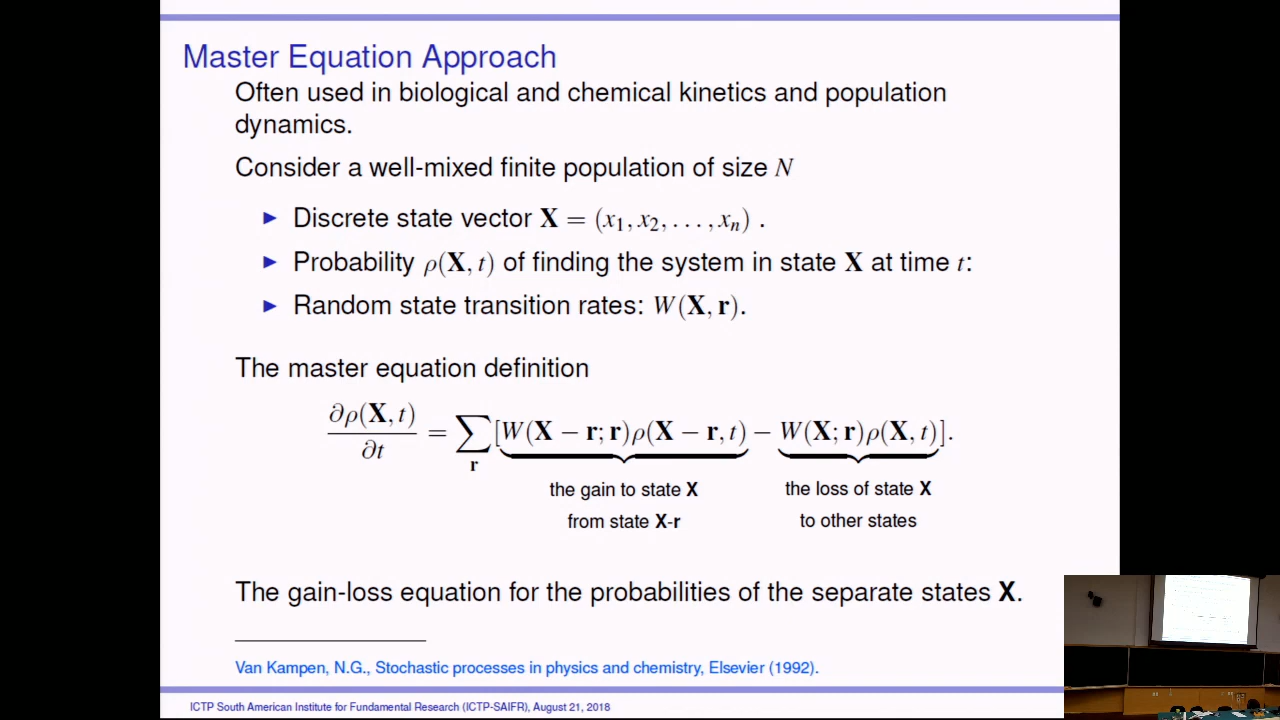 Master Equation Approach
Often used in biological and chemical kinetics and population
dynamics.
Consider a well-mixed finite population of size N
▶ Discrete state vector X = (x₁, x₂, . . . , xₙ) .
▶ Probability ρ(X, t) of finding the system in state X at time t:
▶ Random state transition rates: W(X, r).
The master equation definition
∂ρ(X, t)/∂t = ∑_r [W(X − r; r)ρ(X − r, t) − W(X; r)ρ(X, t)].
the gain to state X the loss of state X
from state X-r to other states
The gain-loss equation for the probabilities of the separate states X.
Van Kampen, N.G., Stochastic processes in physics and chemistry, Elsevier (1992).
ICTP South American Institute for Fundamental Research (ICTP-SAIFR), August 21, 2018